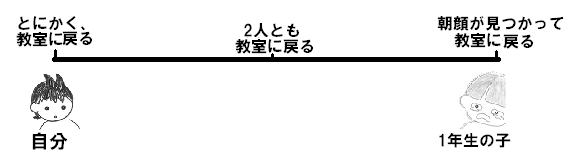 とにかく、
教室に戻る
2人とも
教室に戻る
朝顔が見つかって
教室に戻る
自分
1年生の子